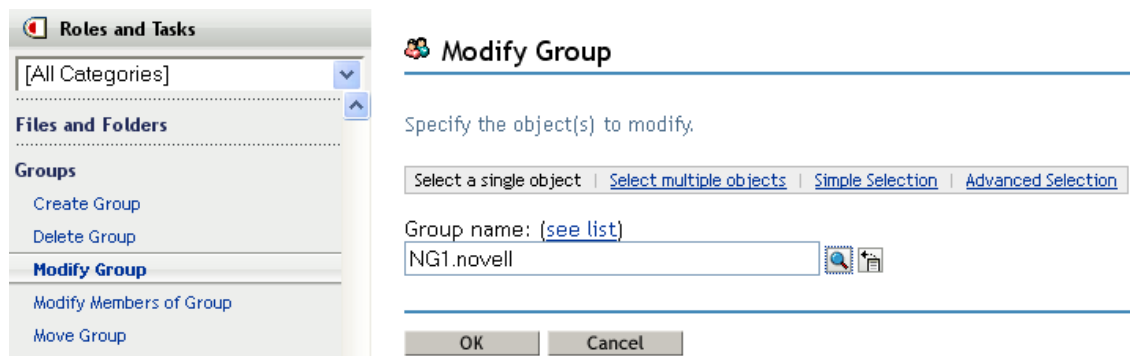 Roles and Tasks
[All Categories]
Files and Folders
Groups
Create Group
Delete Group
Modify Group
Modify Members of Group
Move Group
Modify Group
Specify the object(s) to modify.
Select a single object | Select multiple objects | Simple Selection | Advanced Selection
Group name: (see list)
NG1.novell
OK Cancel